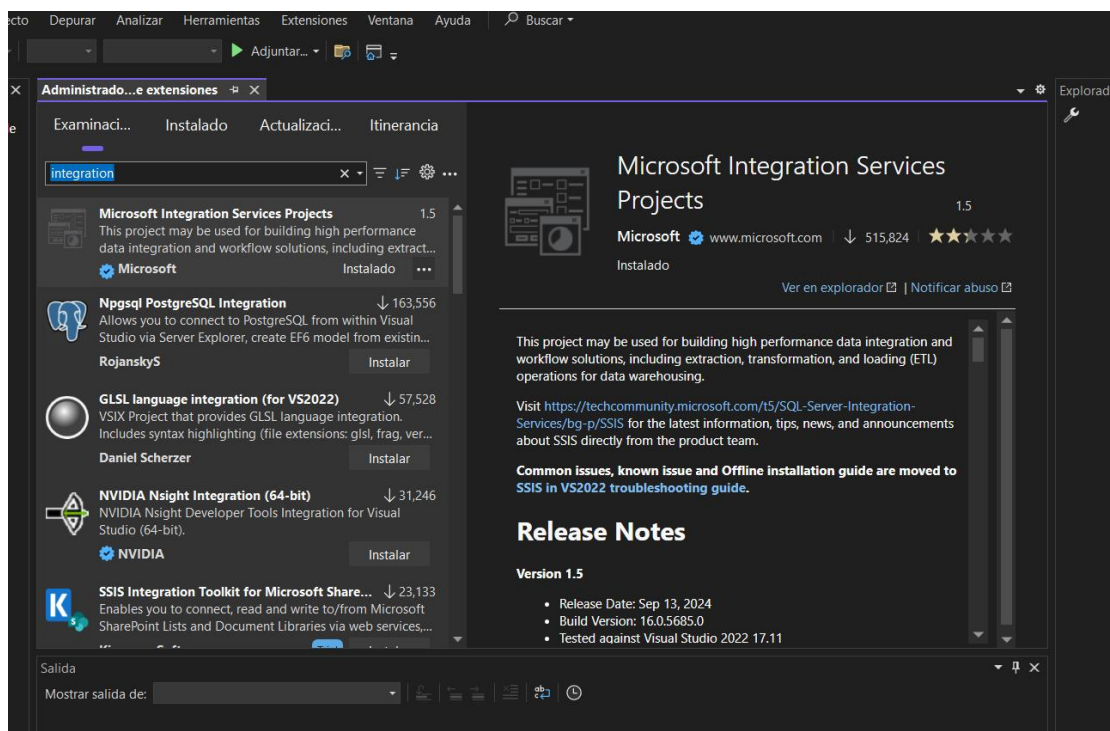 ecto Depurar Analizar Herramientas Extensiones Ventana Ayuda Buscar
Adjuntar...
Administrado...e extensiones
Explorad
e
Examinaci... Instalado Actualizaci... Itinerancia
integration
Microsoft Integration Services Projects 1.5
This project may be used for building high performance
data integration and workflow solutions, including extract...
Microsoft Instalado ...
Npgsql PostgreSQL Integration 163,556
Allows you to connect to PostgreSQL from within Visual
Studio via Server Explorer, create EF6 model from existin...
RojanskyS Instalar
GLSL language integration (for VS2022) 57,528
VSIX Project that provides GLSL language integration.
Includes syntax highlighting (file extensions: glsl, frag, ver...
Daniel Scherzer Instalar
NVIDIA Nsight Integration (64-bit) 31,246
NVIDIA Nsight Developer Tools Integration for Visual
Studio (64-bit).
NVIDIA Instalar
SSIS Integration Toolkit for Microsoft Share... 23,133
Enables you to connect, read and write to/from Microsoft
SharePoint Lists and Document Libraries via web services,...
Microsoft Integration Services
Projects 1.5
Microsoft www.microsoft.com 515,824
Instalado
Ver en explorador | Notificar abuso
This project may be used for building high performance data integration and
workflow solutions, including extraction, transformation, and loading (ETL)
operations for data warehousing.
Visit https://techcommunity.microsoft.com/t5/SQL-Server-Integration-
Services/bg-p/SSIS for the latest information, tips, news, and announcements
about SSIS directly from the product team.
Common issues, known issue and Offline installation guide are moved to
SSIS in VS2022 troubleshooting guide.
Release Notes
Version 1.5
• Release Date: Sep 13, 2024
• Build Version: 16.0.5685.0
• Tested against Visual Studio 2022 17.11
Salida
Mostrar salida de: